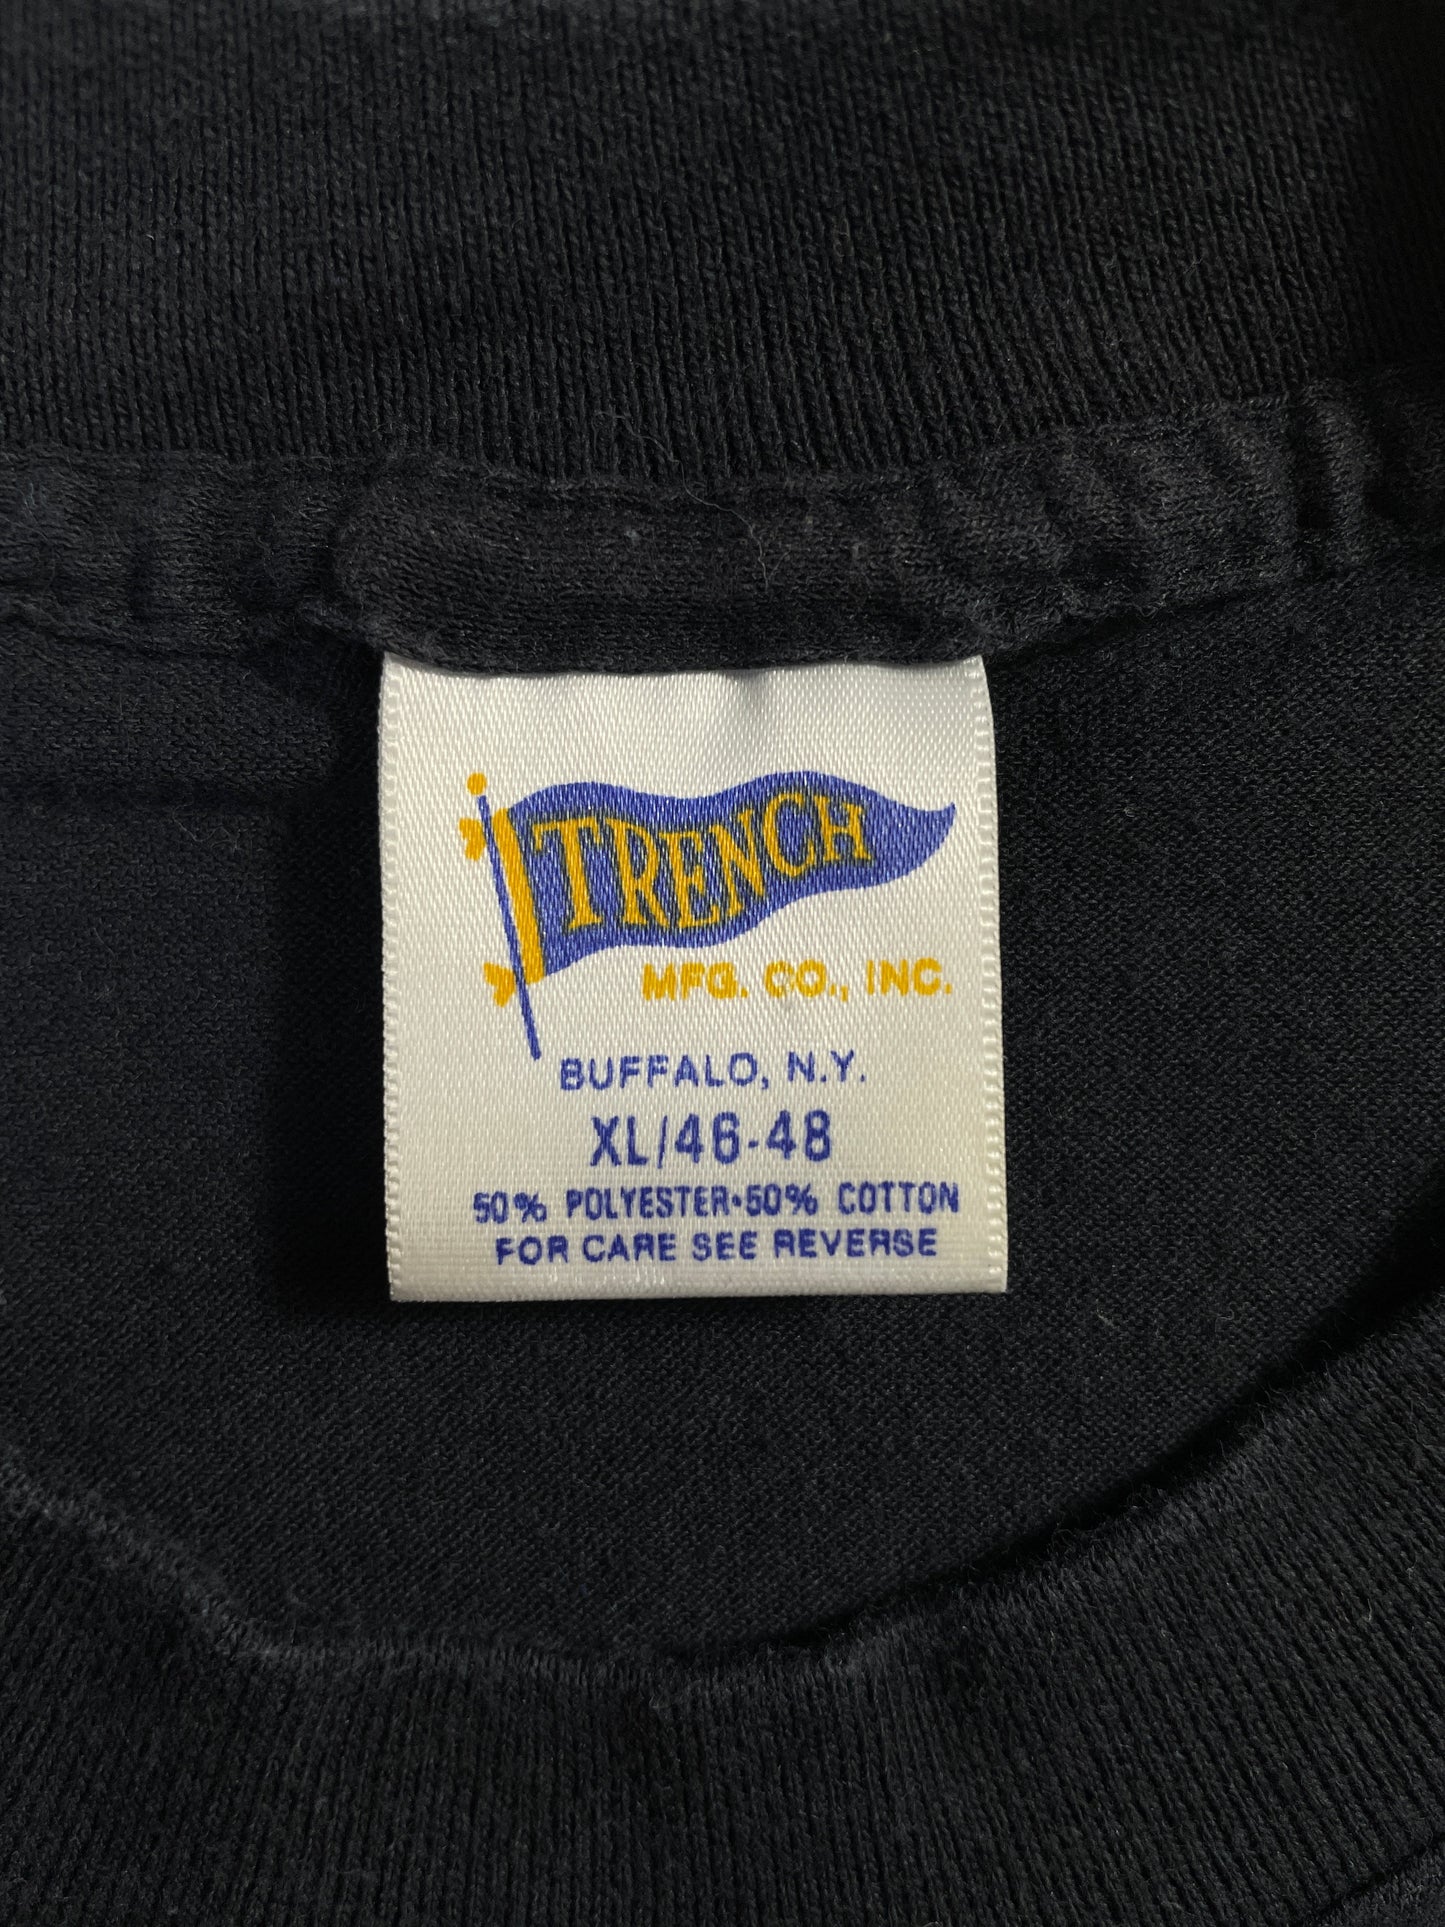 TRENCH
MFG. CO., INC.
BUFFALO, N.Y.
XL/46-48
50% POLYESTER•50% COTTON
FOR CARE SEE REVERSE